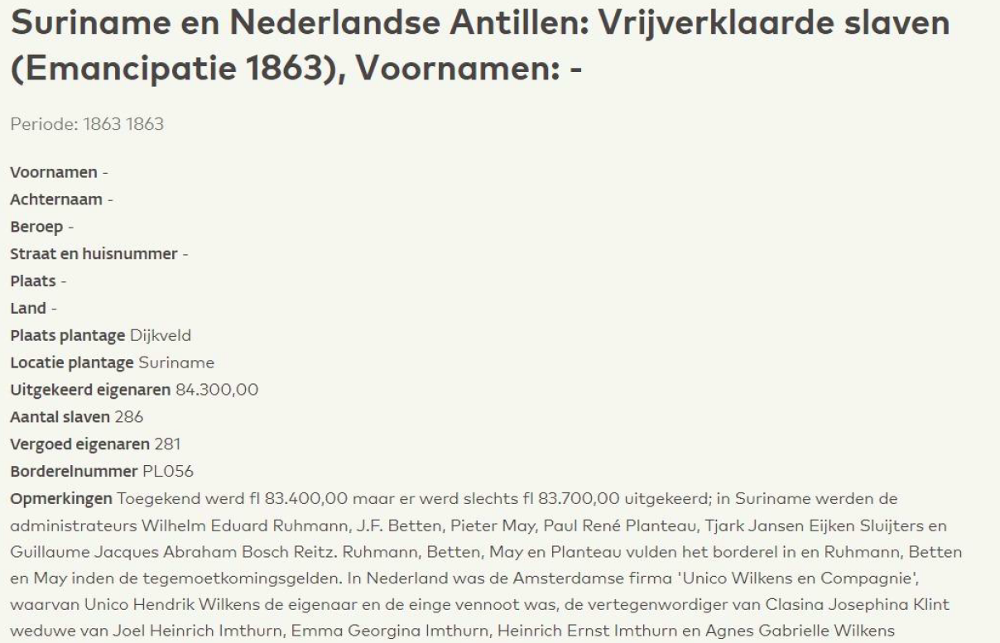 Suriname en Nederlandse Antillen: Vrijverklaarde slaven
(Emancipatie 1863), Voornamen: -
Periode: 1863 1863
Voornamen -
Achternaam -
Beroep -
Straat en huisnummer -
Plaats -
Land -
Plaats plantage Dijkveld
Locatie plantage Suriname
Uitgekeerd eigenaren 84.300,00
Aantal slaven 286
Vergoed eigenaren 281
Borderelnummer PL056
Opmerkingen Toegekend werd fl 83.400,00 maar er werd slechts fl 83.700,00 uitgekeerd; in Suriname werden de
administrateurs Wilhelm Eduard Ruhmann, J.F. Betten, Pieter May, Paul René Planteau, Tjark Jansen Eijken Sluijters en
Guillaume Jacques Abraham Bosch Reitz. Ruhmann, Betten, May en Planteau vulden het borderel in en Ruhmann, Betten
en May inden de tegemoetkomingsgelden. In Nederland was de Amsterdamse firma 'Unico Wilkens en Compagnie',
waarvan Unico Hendrik Wilkens de eigenaar en de einge vennoot was, de vertegenwordiger van Clasina Josephina Klint
weduwe van Joel Heinrich Imthurn, Emma Georgina Imthurn, Heinrich Ernst Imthurn en Agnes Gabrielle Wilkens